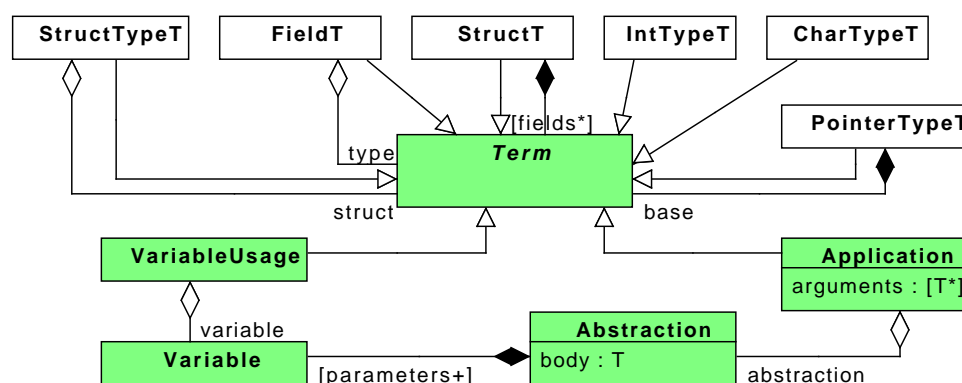 StructTypeT
FieldT
StructT
IntTypeT
CharTypeT
[fields*]
PointerTypeT
type
Term
struct
base
VariableUsage
Application
arguments : [T*]
variable
Variable
Abstraction
body : T
[parameters+]
abstraction